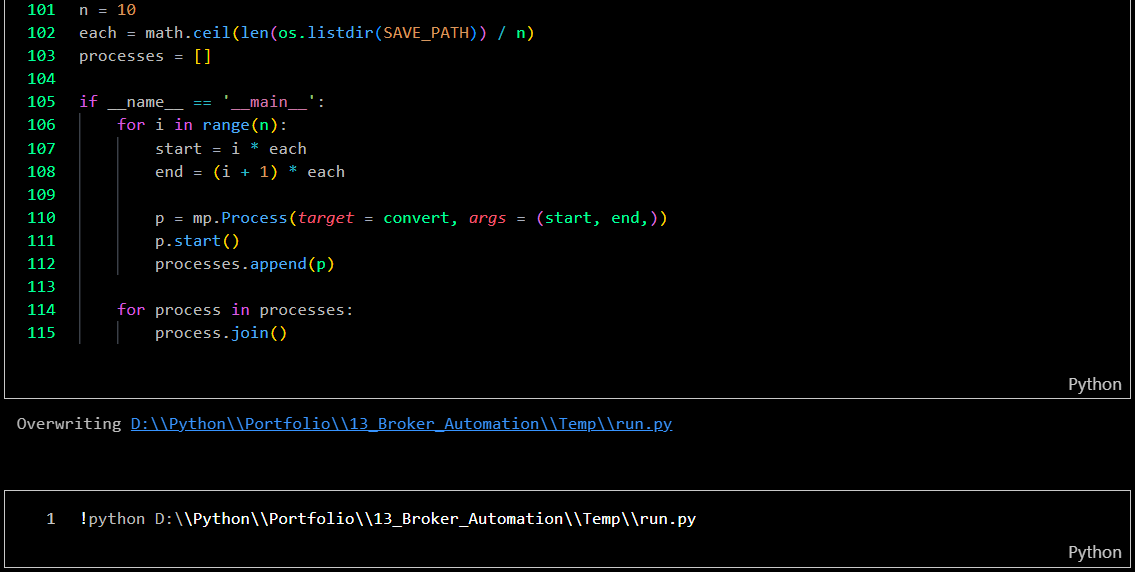 101 n = 10
102 each = math.ceil(len(os.listdir(SAVE_PATH)) / n)
103 processes = []
104
105 if __name__ == '__main__':
106     for i in range(n):
107         start = i * each
108         end = (i + 1) * each
109
110         p = mp.Process(target = convert, args = (start, end,))
111         p.start()
112         processes.append(p)
113
114     for process in processes:
115         process.join()
Python
Overwriting D:\\Python\\Portfolio\\13_Broker_Automation\\Temp\\run.py
1 !python D:\\Python\\Portfolio\\13_Broker_Automation\\Temp\\run.py
Python